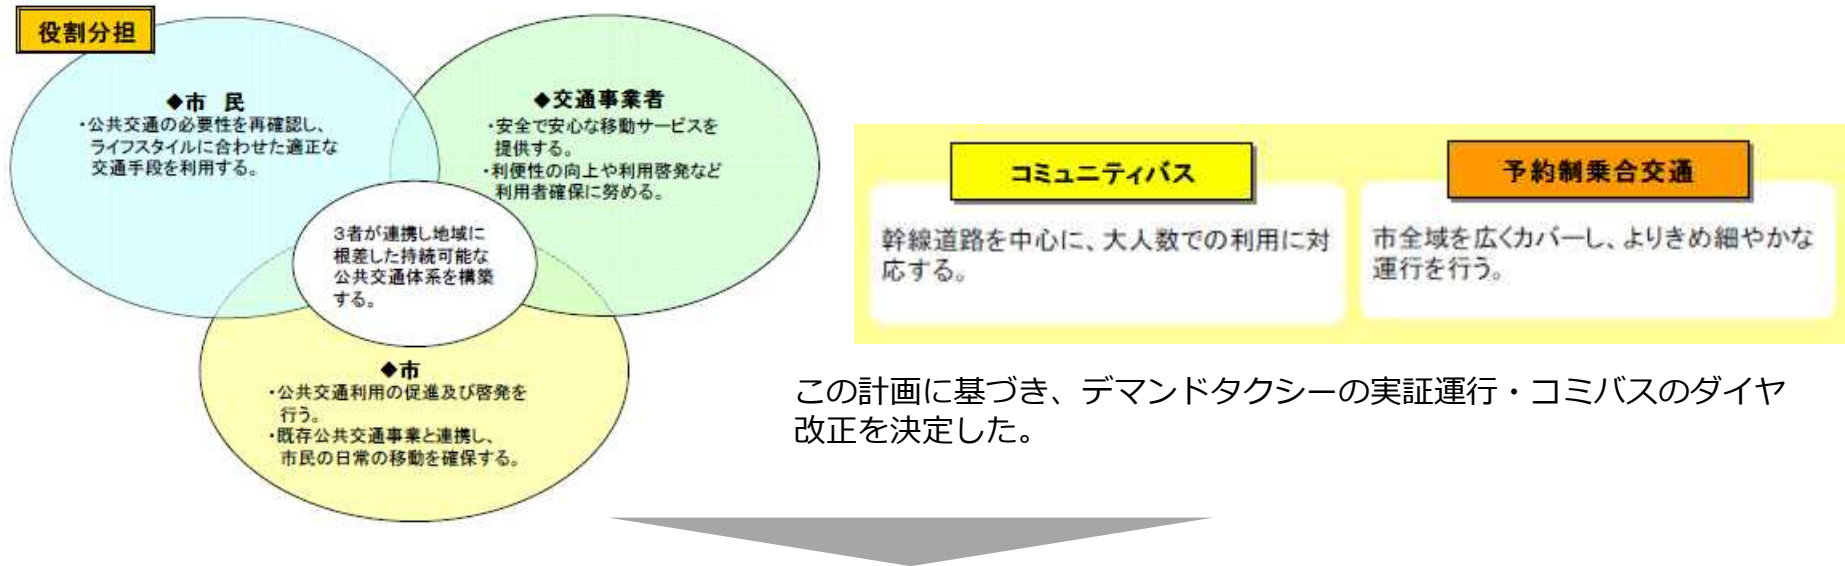 役割分担
◆市　民
・公共交通の必要性を再確認し、
ライフスタイルに合わせた適正な
交通手段を利用する。
◆交通事業者
・安全で安心な移動サービスを
提供する。
・利便性の向上や利用啓発など
利用者確保に努める。
３者が連携し地域に
根差した持続可能な
公共交通体系を構築
する。
◆市
・公共交通利用の促進及び啓発を
行う。
・既存公共交通事業と連携し、
市民の日常の移動を確保する。
コミュニティバス
幹線道路を中心に、大人数での利用に対
応する。
予約制乗合交通
市全域を広くカバーし、よりきめ細やかな
運行を行う。
この計画に基づき、デマンドタクシーの実証運行・コミバスのダイヤ
改正を決定した。